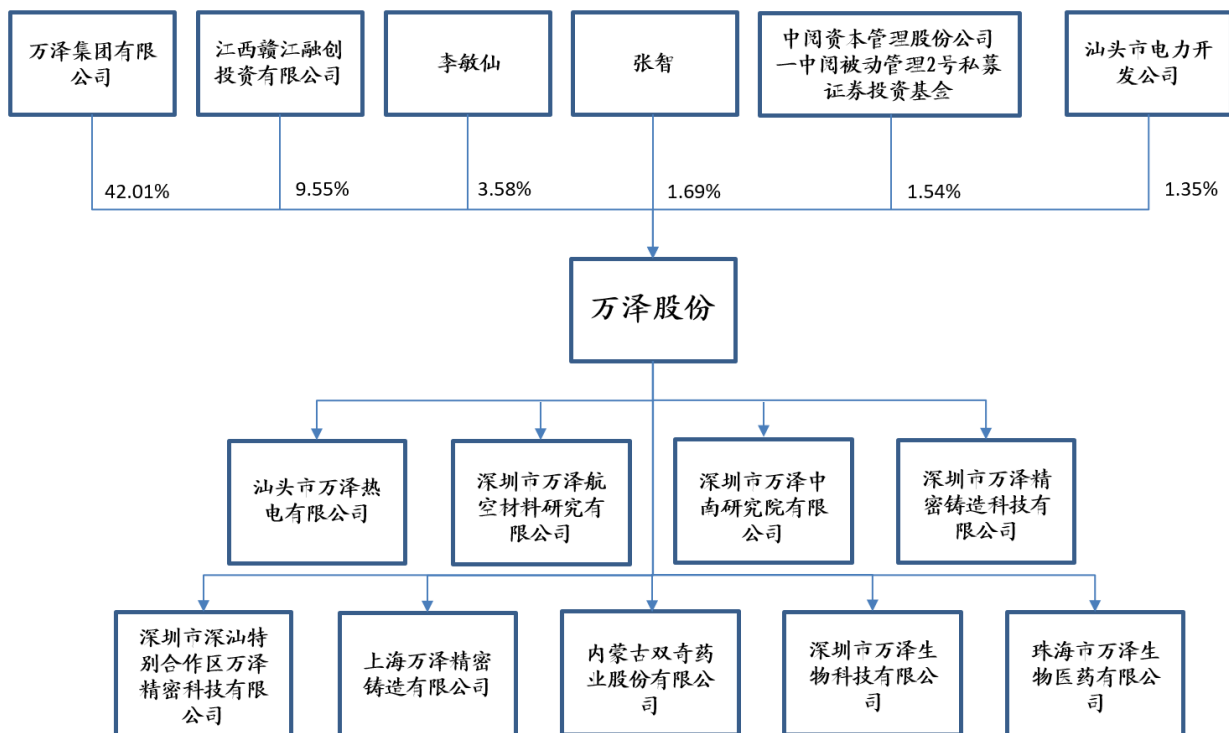 万泽集团有限
公司
江西赣江融创
投资有限公司
李敏仙
张智
中阅资本管理股份公司
一中阅被动管理2号私募
证券投资基金
汕头市电力开
发公司
42.01%
9.55%
3.58%
1.69%
1.54%
1.35%
万泽股份
汕头市万泽热
电有限公司
深圳市万泽航
空材料研究有
限公司
深圳市万泽中
南研究院有限
公司
深圳市万泽精
密铸造科技有
限公司
深圳市深汕特
别合作区万泽
精密科技有限
公司
上海万泽精密
铸造有限公司
内蒙古双奇药
业股份有限公
司
深圳市万泽生
物科技有限公
司
珠海市万泽生
物医药有限公
司